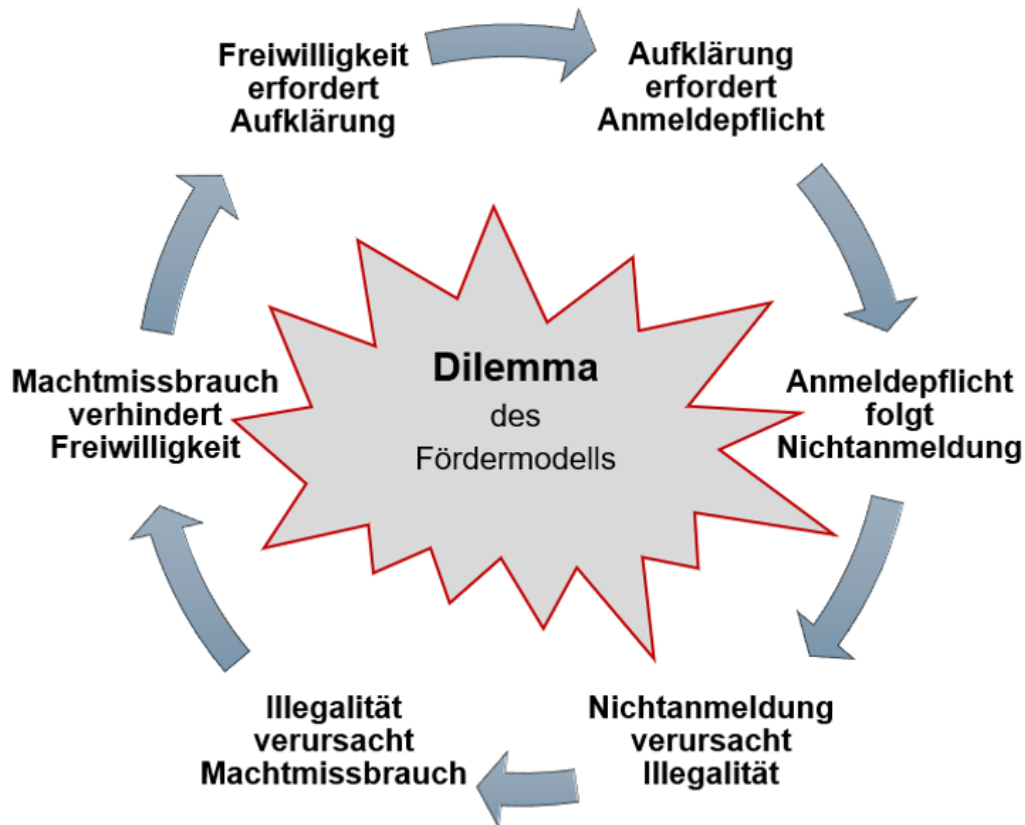 Freiwilligkeit
erfordert
Aufklärung
Aufklärung
erfordert
Anmeldepflicht
Anmeldepflicht
folgt
Nichtanmeldung
Nichtanmeldung
verursacht
Illegalität
Illegalität
verursacht
Machtmissbrauch
Machtmissbrauch
verhindert
Freiwilligkeit
Dilemma
des
Fördermodells